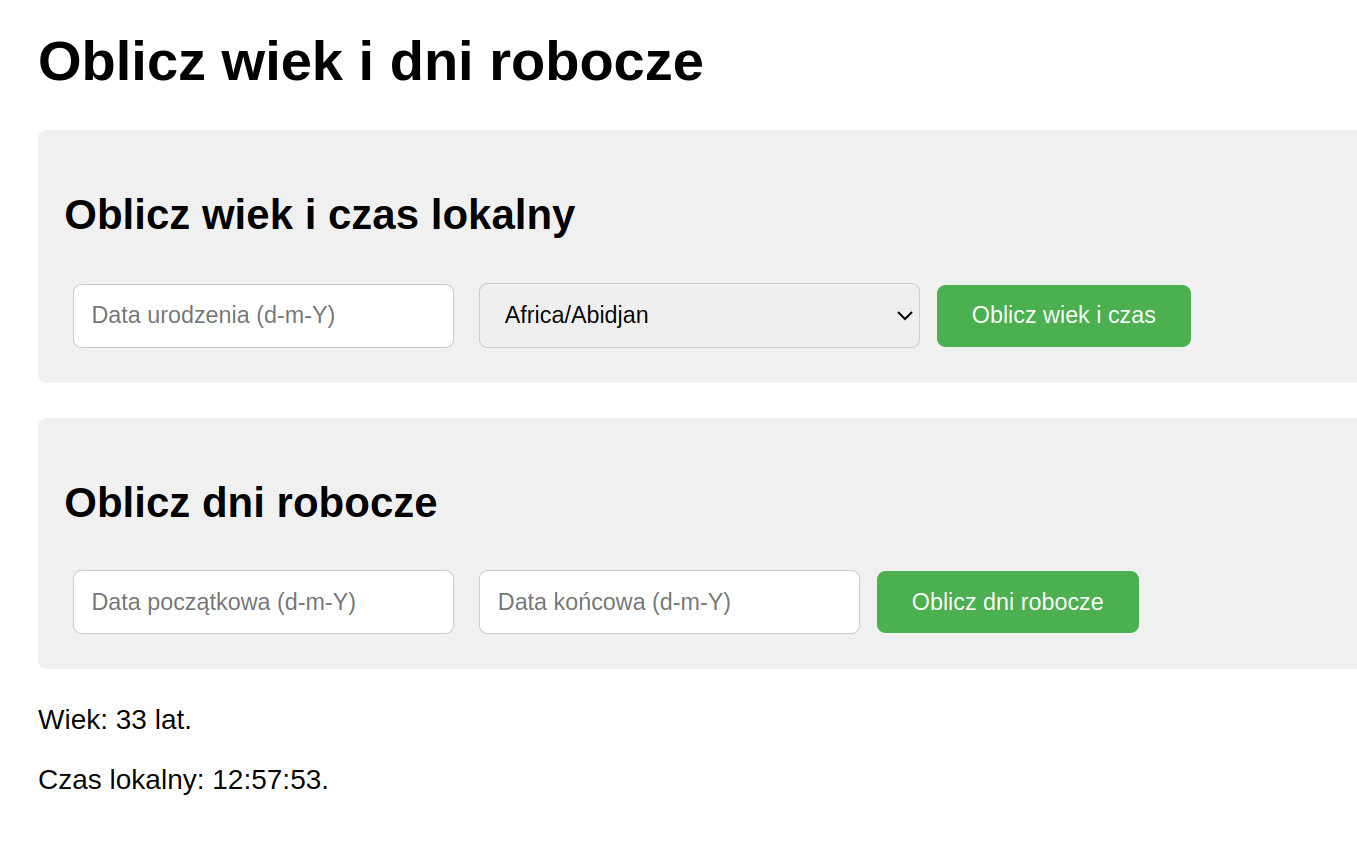 Oblicz wiek i dni robocze
Oblicz wiek i czas lokalny
Data urodzenia (d-m-Y)
Africa/Abidjan
Oblicz wiek i czas
Oblicz dni robocze
Data początkowa (d-m-Y)
Data końcowa (d-m-Y)
Oblicz dni robocze
Wiek: 33 lat.
Czas lokalny: 12:57:53.